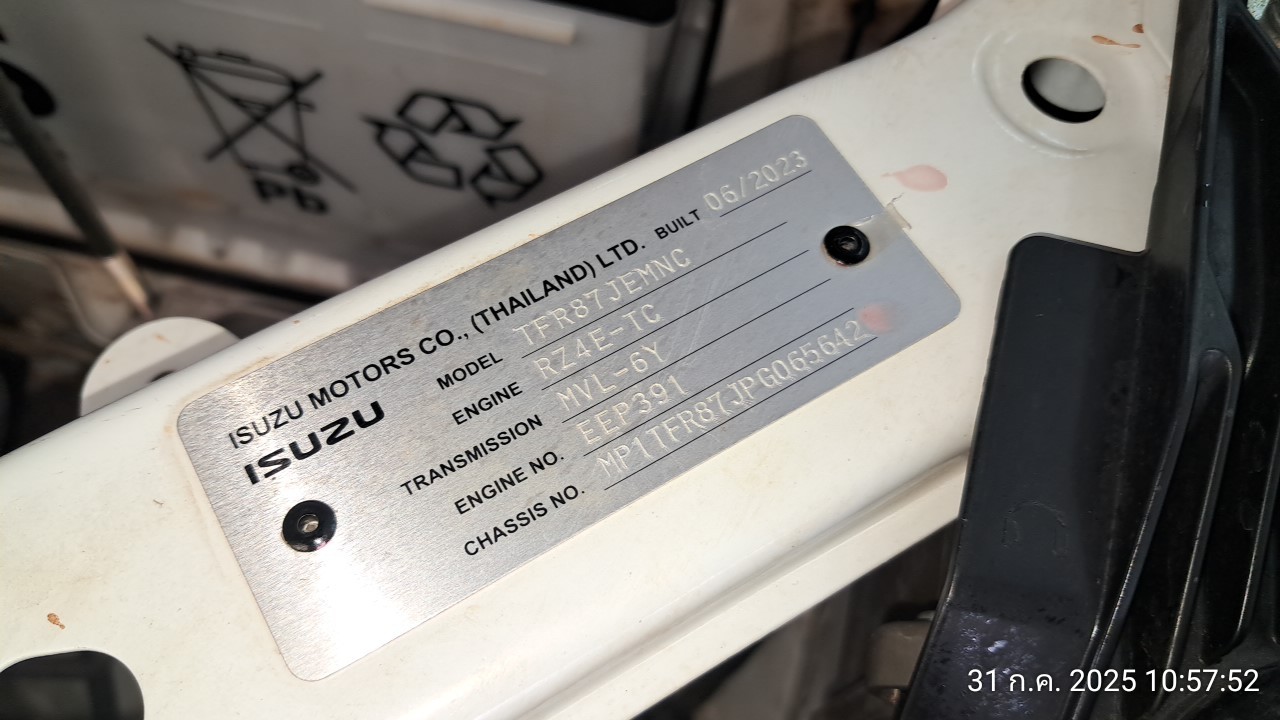 Pb
ISUZU MOTORS CO., (THAILAND) LTD. BUILT 06/2023
ISUZU
MODEL TFR87JEMNC
ENGINE RZ4E-TC
TRANSMISSION MVL-6Y
ENGINE NO. EEP391
CHASSIS NO. MP1TFR87JPG065642
31 ก.ค. 2025 10:57:52